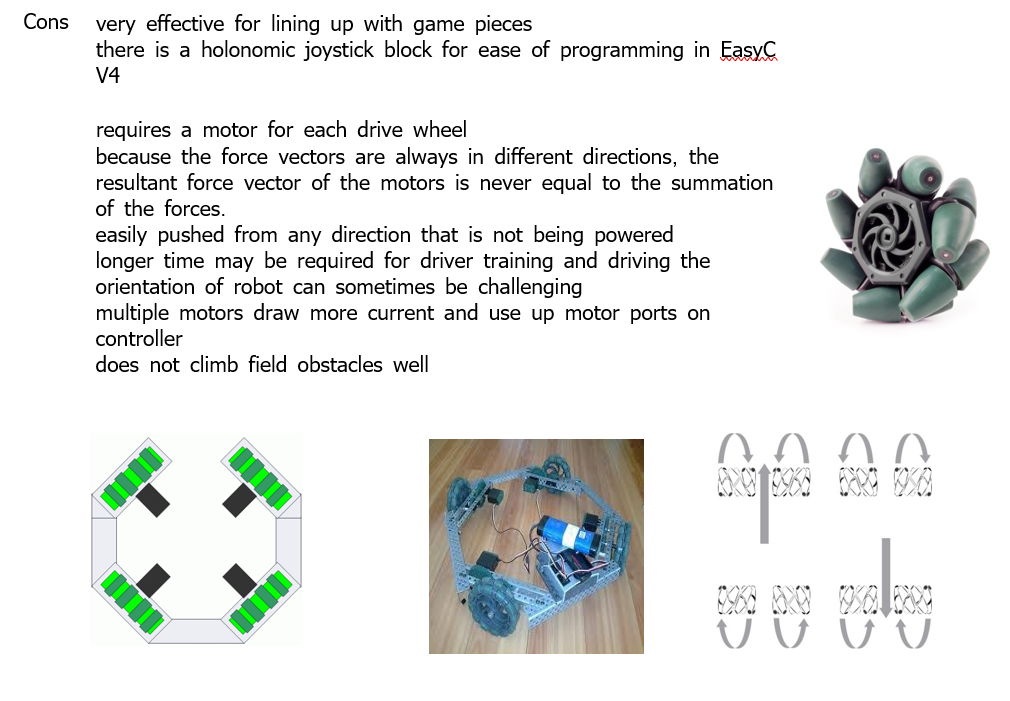 Cons very effective for lining up with game pieces
there is a holonomic joystick block for ease of programming in EasyC
V4
requires a motor for each drive wheel
because the force vectors are always in different directions, the
resultant force vector of the motors is never equal to the summation
of the forces.
easily pushed from any direction that is not being powered
longer time may be required for driver training and driving the
orientation of robot can sometimes be challenging
multiple motors draw more current and use up motor ports on
controller
does not climb field obstacles well